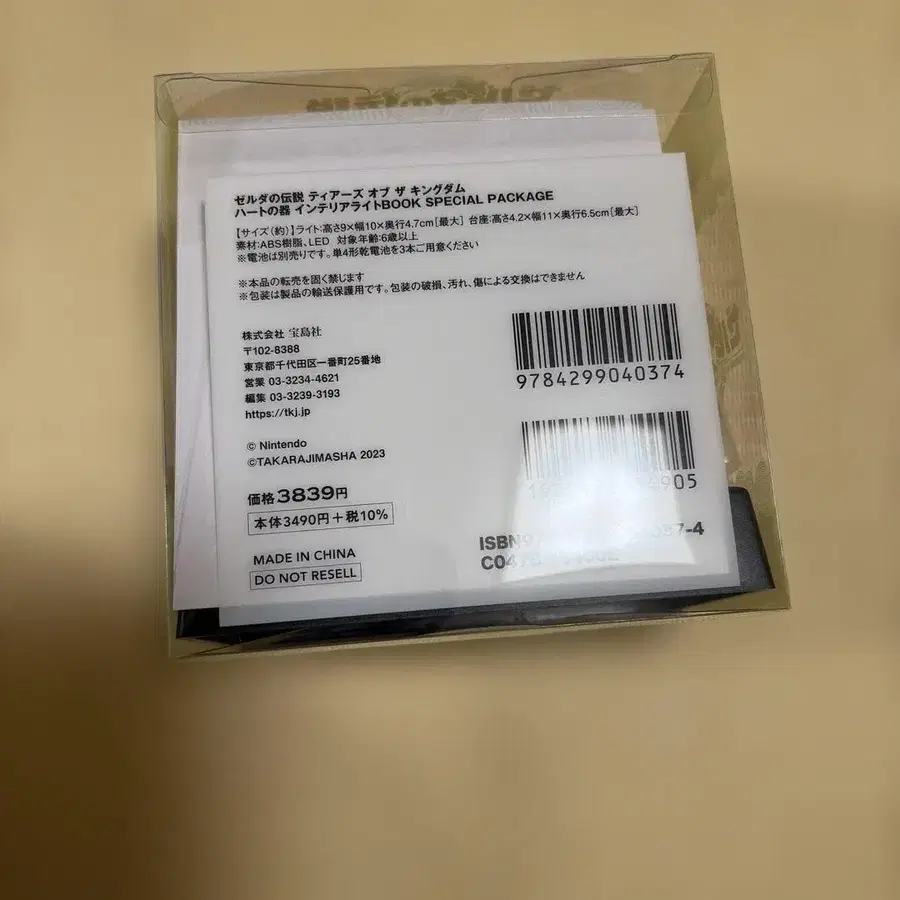 ゼルダの伝説 ティアーズ オブ ザ キングダム
ハートの器 インテリアライトBOOK SPECIAL PACKAGE
【サイズ(約)】ライト:高さ9×幅10×奥行4.7cm[最大] 台座:高さ4.2×幅11×奥行6.5cm[最大]
素材:ABS樹脂、LED 対象年齢:6歳以上
※電池は別売りです。単4形乾電池を3本ご用意ください
※本品の転売を固く禁じます
※包装は製品の輸送保護用です。包装の破損、汚れ、傷による交換はできません
株式会社 宝島社
〒102-8388
東京都千代田区一番町25番地
営業 03-3234-4621
編集 03-3239-3193
https://tkj.jp
© Nintendo
©TAKARAJIMASHA 2023
価格3839円
本体3490円+税10%
MADE IN CHINA
DO NOT RESELL
9784299040374